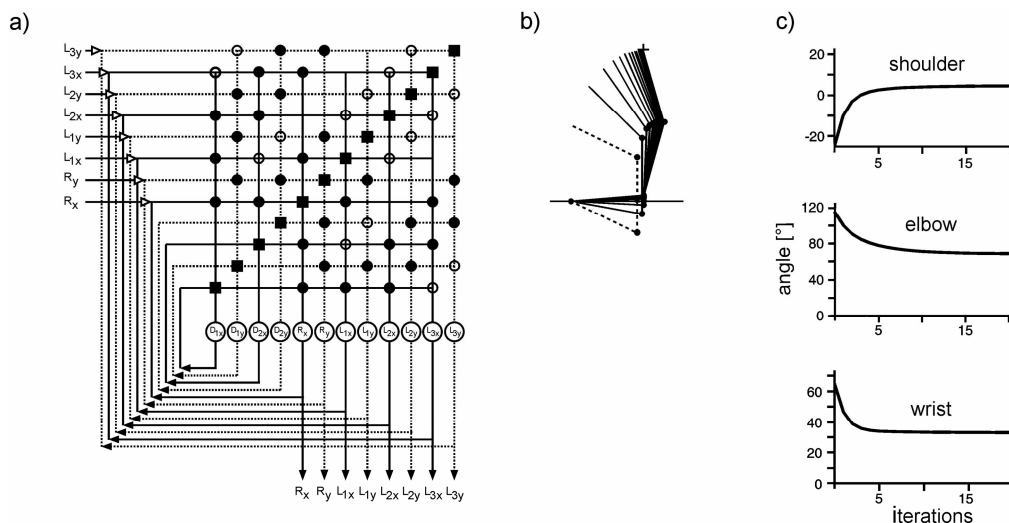 a)
L3y
L3x
L2y
L2x
L1y
L1x
Ry
Rx
D1x D1y D2x D2y Rx Ry L1x L1y L2x L2y L3x L3y
Rx Ry L1x L1y L2x L2y L3x L3y
b)
c)
20
shoulder
0
-20
5 15
120
elbow
80
40
0
angle [°]
5 15
60
wrist
40
20
0
5 15
iterations